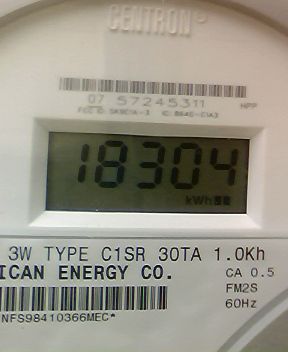 CENTRON®
07 57245311
HPP
18304
kWh
3W TYPE C1SR 30TA 1.0Kh
ICAN ENERGY CO.
CA 0.5
FM2S
60Hz
NFS98410366MEC*